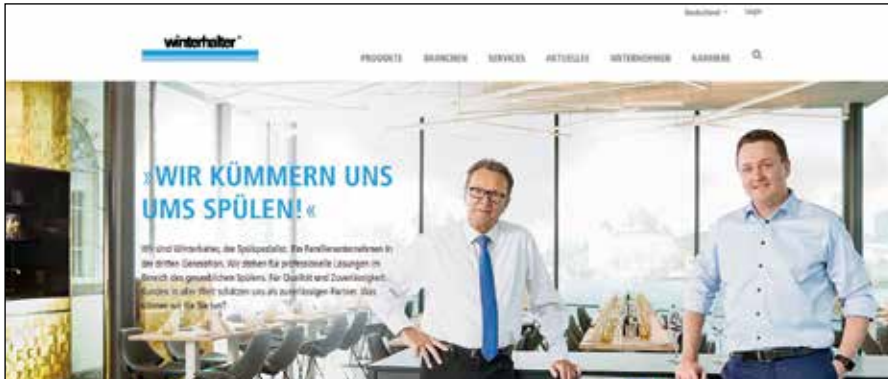 Deutschland Login
winterhalter®
PRODUKTE BRANCHEN SERVICES AKTUELLES UNTERNEHMEN KARRIERE
»WIR KÜMMERN UNS
UMS SPÜLEN!«
Wir sind Winterhalter, der Spülspezialist. Ein Familienunternehmen in
der dritten Generation. Wir stehen für professionelle Lösungen im
Bereich des gewerblichen Spülens. Für Qualität und Zuverlässigkeit.
Kunden in aller Welt schätzen uns als zuverlässigen Partner. Was
können wir für Sie tun?